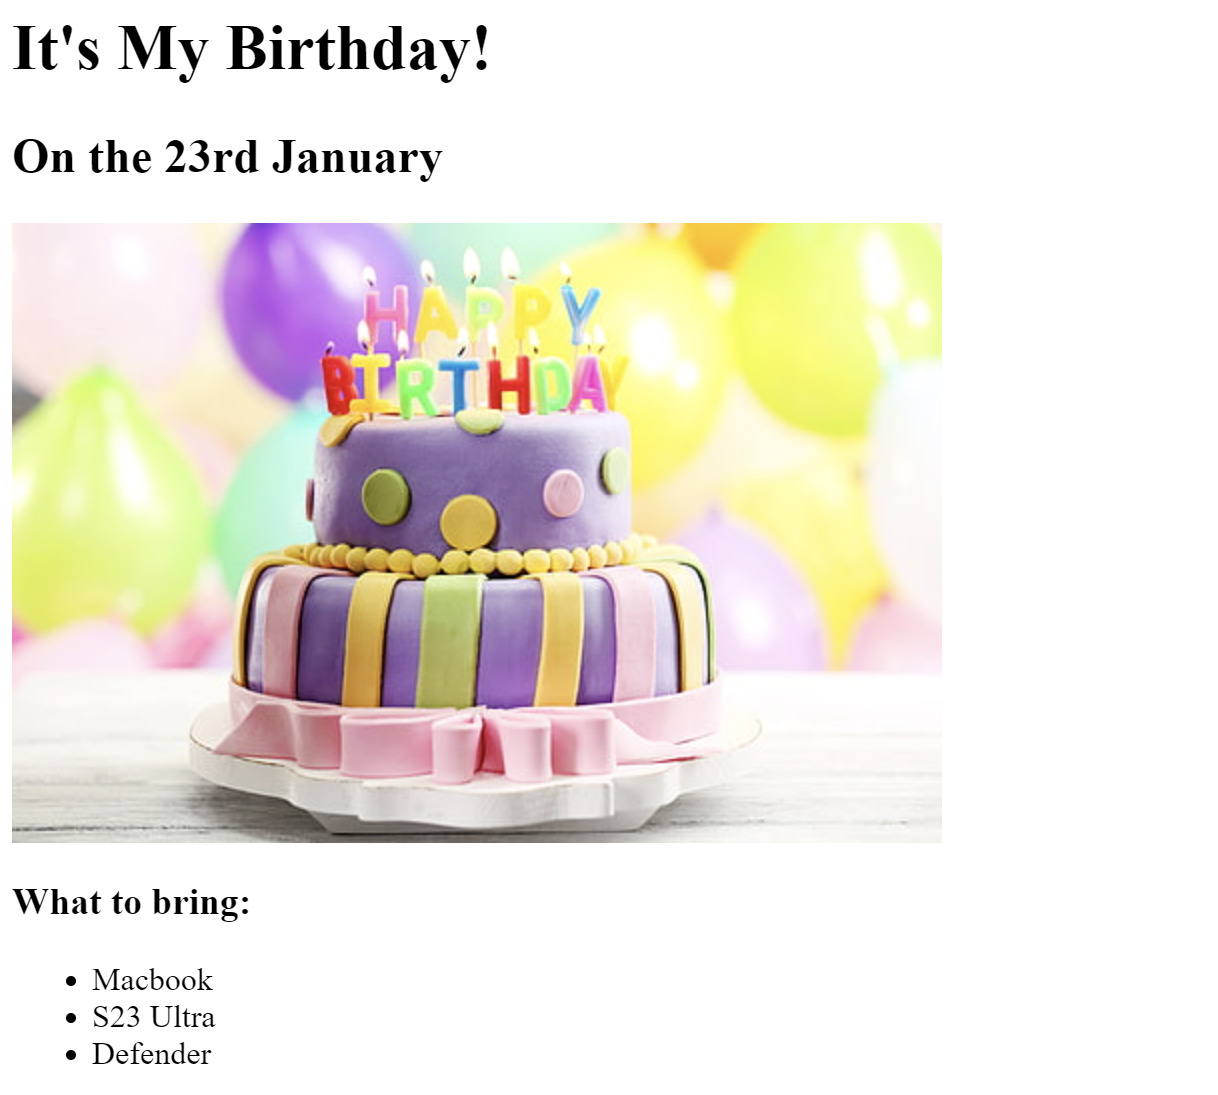 It's My Birthday!
On the 23rd January
HAPPY
BIRTHDAY
What to bring:
Macbook
S23 Ultra
Defender